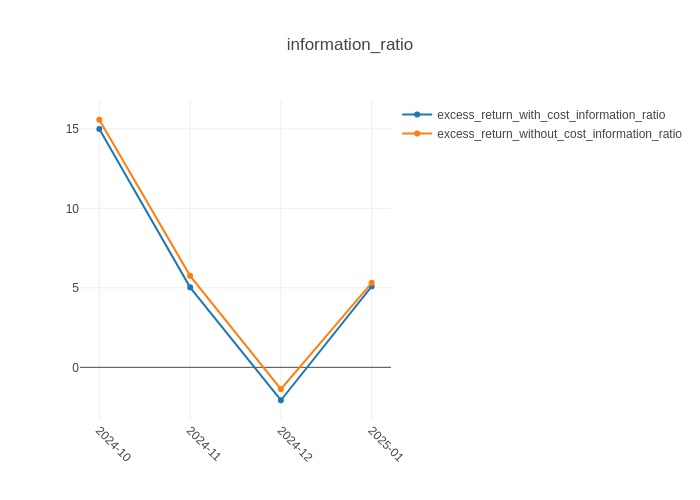 information_ratio
excess_return_with_cost_information_ratio
excess_return_without_cost_information_ratio
15
10
5
0
2024-10
2024-11
2024-12
2025-01